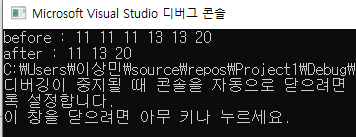 Microsoft Visual Studio 디버그 콘솔
before : 11 11 11 13 13 20
after : 11 13 20
C:₩Users₩이상민₩source₩repos₩Project1₩Debug₩
디버깅이 중지될 때 콘솔을 자동으로 닫으려면
록 설정합니다.
이 창을 닫으려면 아무 키나 누르세요.